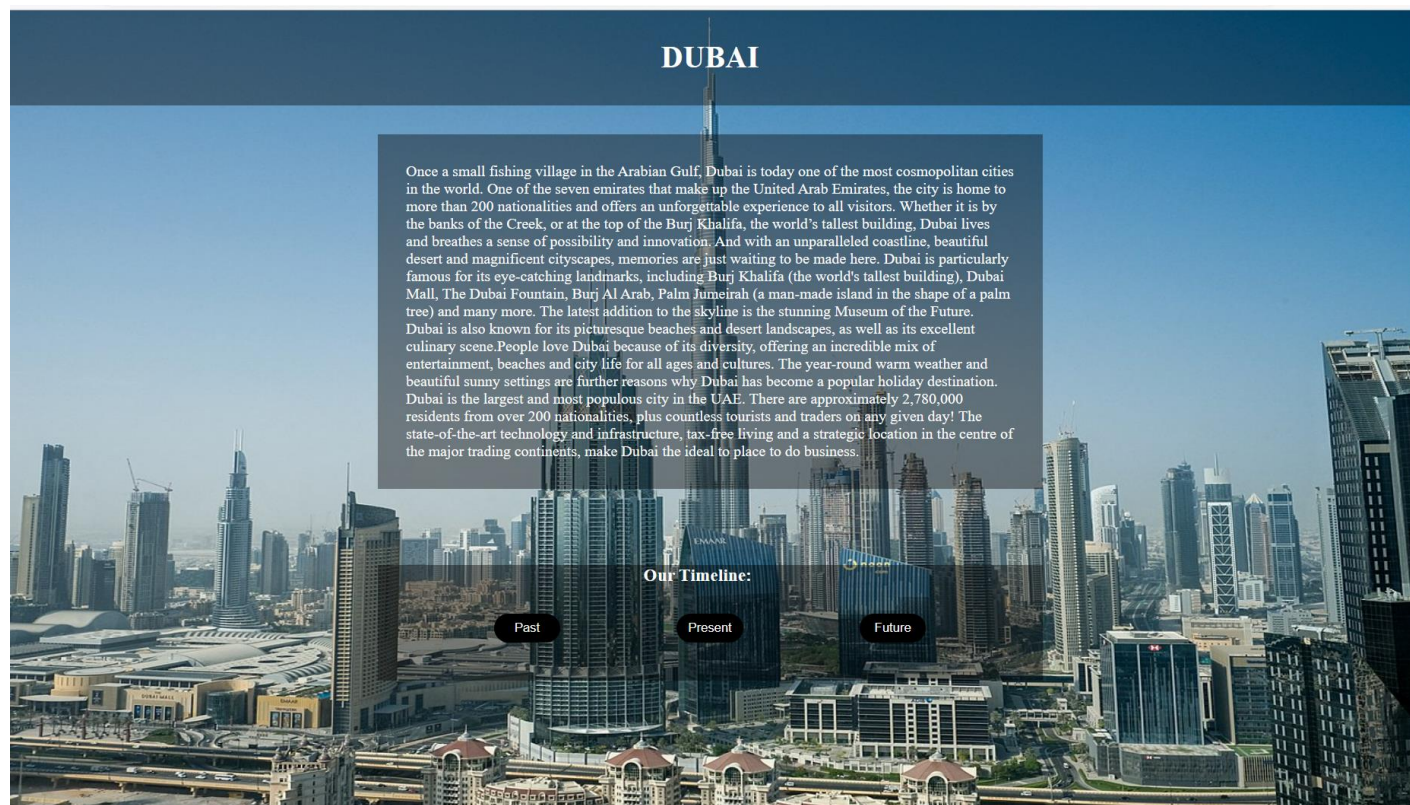 DUBAI
Once a small fishing village in the Arabian Gulf, Dubai is today one of the most cosmopolitan cities
in the world. One of the seven emirates that make up the United Arab Emirates, the city is home to
more than 200 nationalities and offers an unforgettable experience to all visitors. Whether it is by
the banks of the Creek, or at the top of the Burj Khalifa, the world’s tallest building, Dubai lives
and breathes a sense of possibility and innovation. And with an unparalleled coastline, beautiful
desert and magnificent cityscapes, memories are just waiting to be made here. Dubai is particularly
famous for its eye-catching landmarks, including Burj Khalifa (the world's tallest building), Dubai
Mall, The Dubai Fountain, Burj Al Arab, Palm Jumeirah (a man-made island in the shape of a palm
tree) and many more. The latest addition to the skyline is the stunning Museum of the Future.
Dubai is also known for its picturesque beaches and desert landscapes, as well as its excellent
culinary scene.People love Dubai because of its diversity, offering an incredible mix of
entertainment, beaches and city life for all ages and cultures. The year-round warm weather and
beautiful sunny settings are further reasons why Dubai has become a popular holiday destination.
Dubai is the largest and most populous city in the UAE. There are approximately 2,780,000
residents from over 200 nationalities, plus countless tourists and traders on any given day! The
state-of-the-art technology and infrastructure, tax-free living and a strategic location in the centre of
the major trading continents, make Dubai the ideal to place to do business.
EMAAR
noon
Our Timeline:
Past Present Future
DUBAI MALL
EMAAR